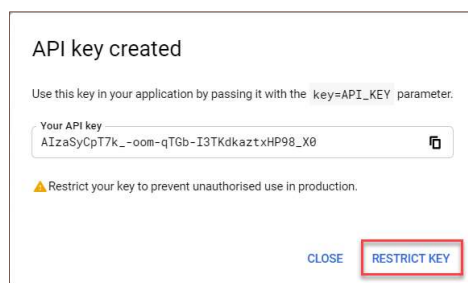 API key created
Use this key in your application by passing it with the key=API_KEY parameter.
Your API key
AIzaSyCpT7k_-oom-qTGb-I3TKdkaztxHP98_X0
Restrict your key to prevent unauthorised use in production.
CLOSE RESTRICT KEY